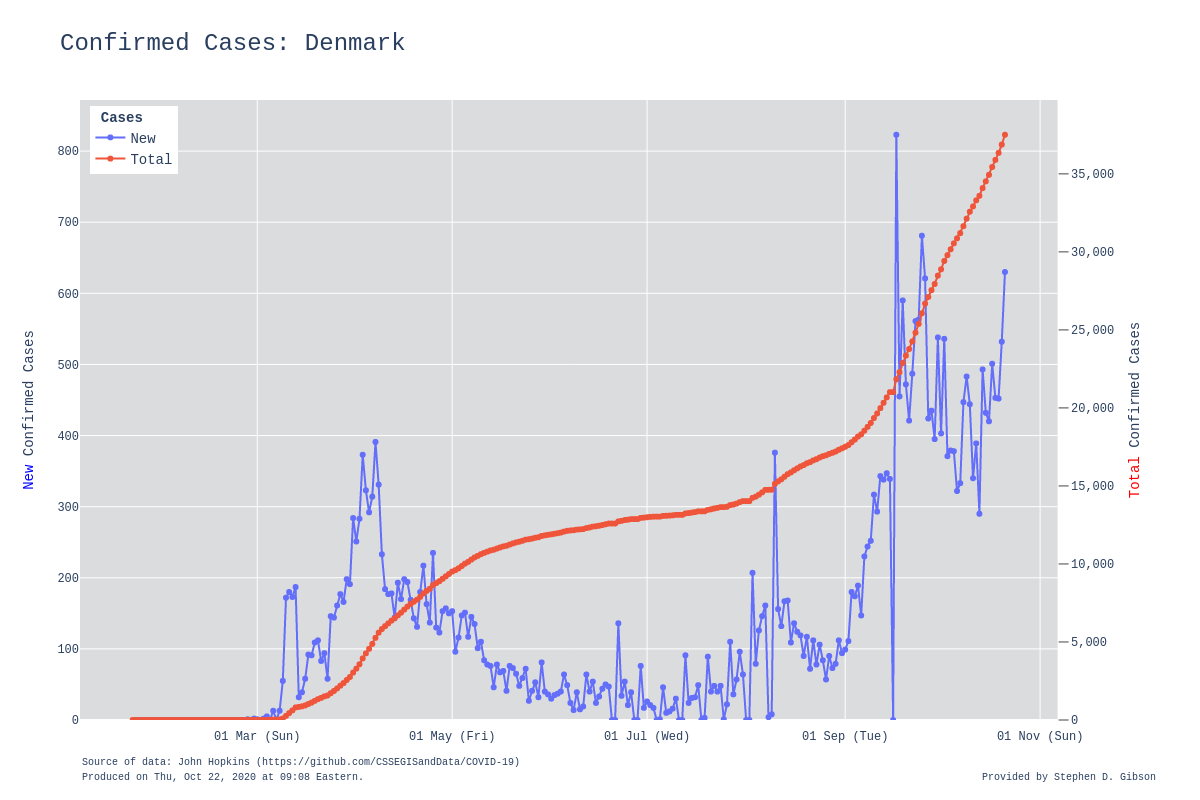 Confirmed Cases: Denmark
Cases
New
Total
800
700
600
500
400
300
200
100
0
35,000
30,000
25,000
20,000
15,000
10,000
5,000
0
New Confirmed Cases
Total Confirmed Cases
01 Mar (Sun) 01 May (Fri) 01 Jul (Wed) 01 Sep (Tue) 01 Nov (Sun)
Source of data: John Hopkins (https://github.com/CSSEGISandData/COVID-19)
Produced on Thu, Oct 22, 2020 at 09:08 Eastern.
Provided by Stephen D. Gibson